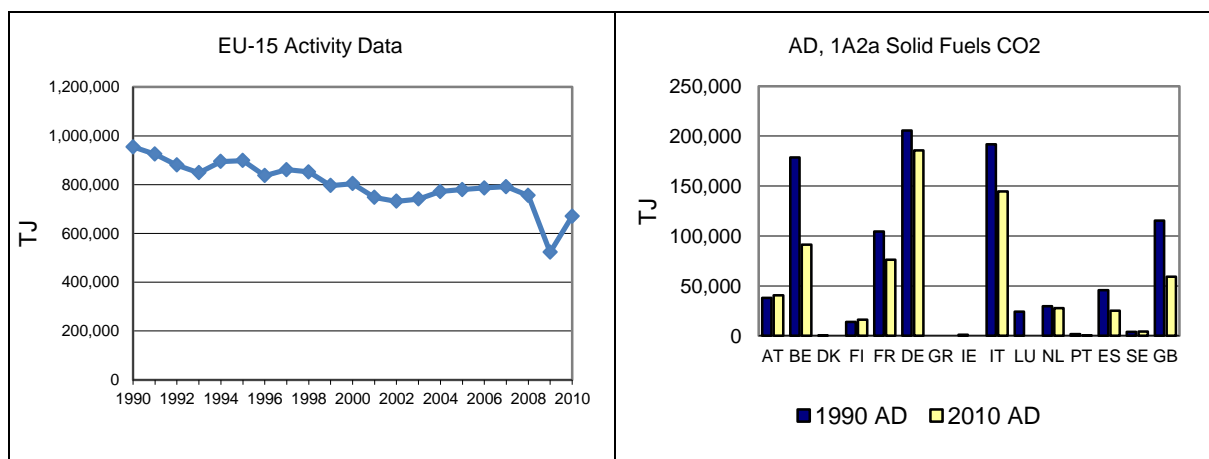 EU-15 Activity Data
TJ
1,200,000
1,000,000
800,000
600,000
400,000
200,000
0
1990 1992 1994 1996 1998 2000 2002 2004 2006 2008 2010
AD, 1A2a Solid Fuels CO2
TJ
250,000
200,000
150,000
100,000
50,000
0
AT BE DK FI FR DE GR IE IT LU NL PT ES SE GB
1990 AD 2010 AD